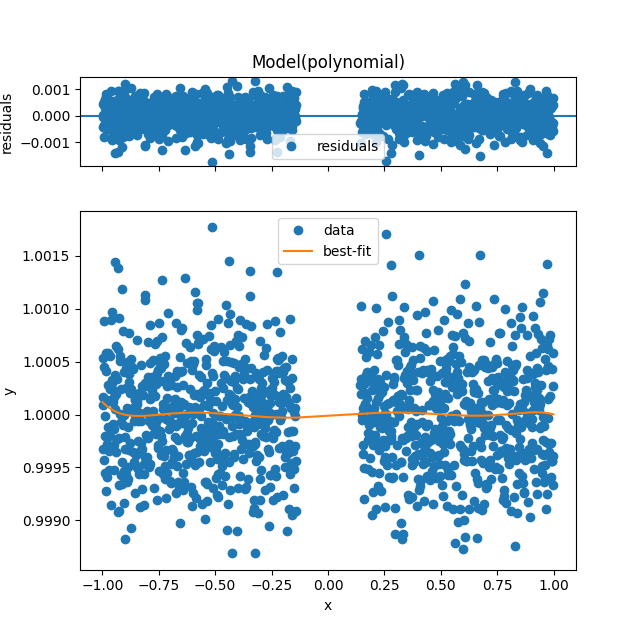 Model(polynomial)
residuals
0.001
0.000
−0.001
residuals
data
best-fit
y
1.0015
1.0010
1.0005
1.0000
0.9995
0.9990
−1.00 −0.75 −0.50 −0.25 0.00 0.25 0.50 0.75 1.00
x